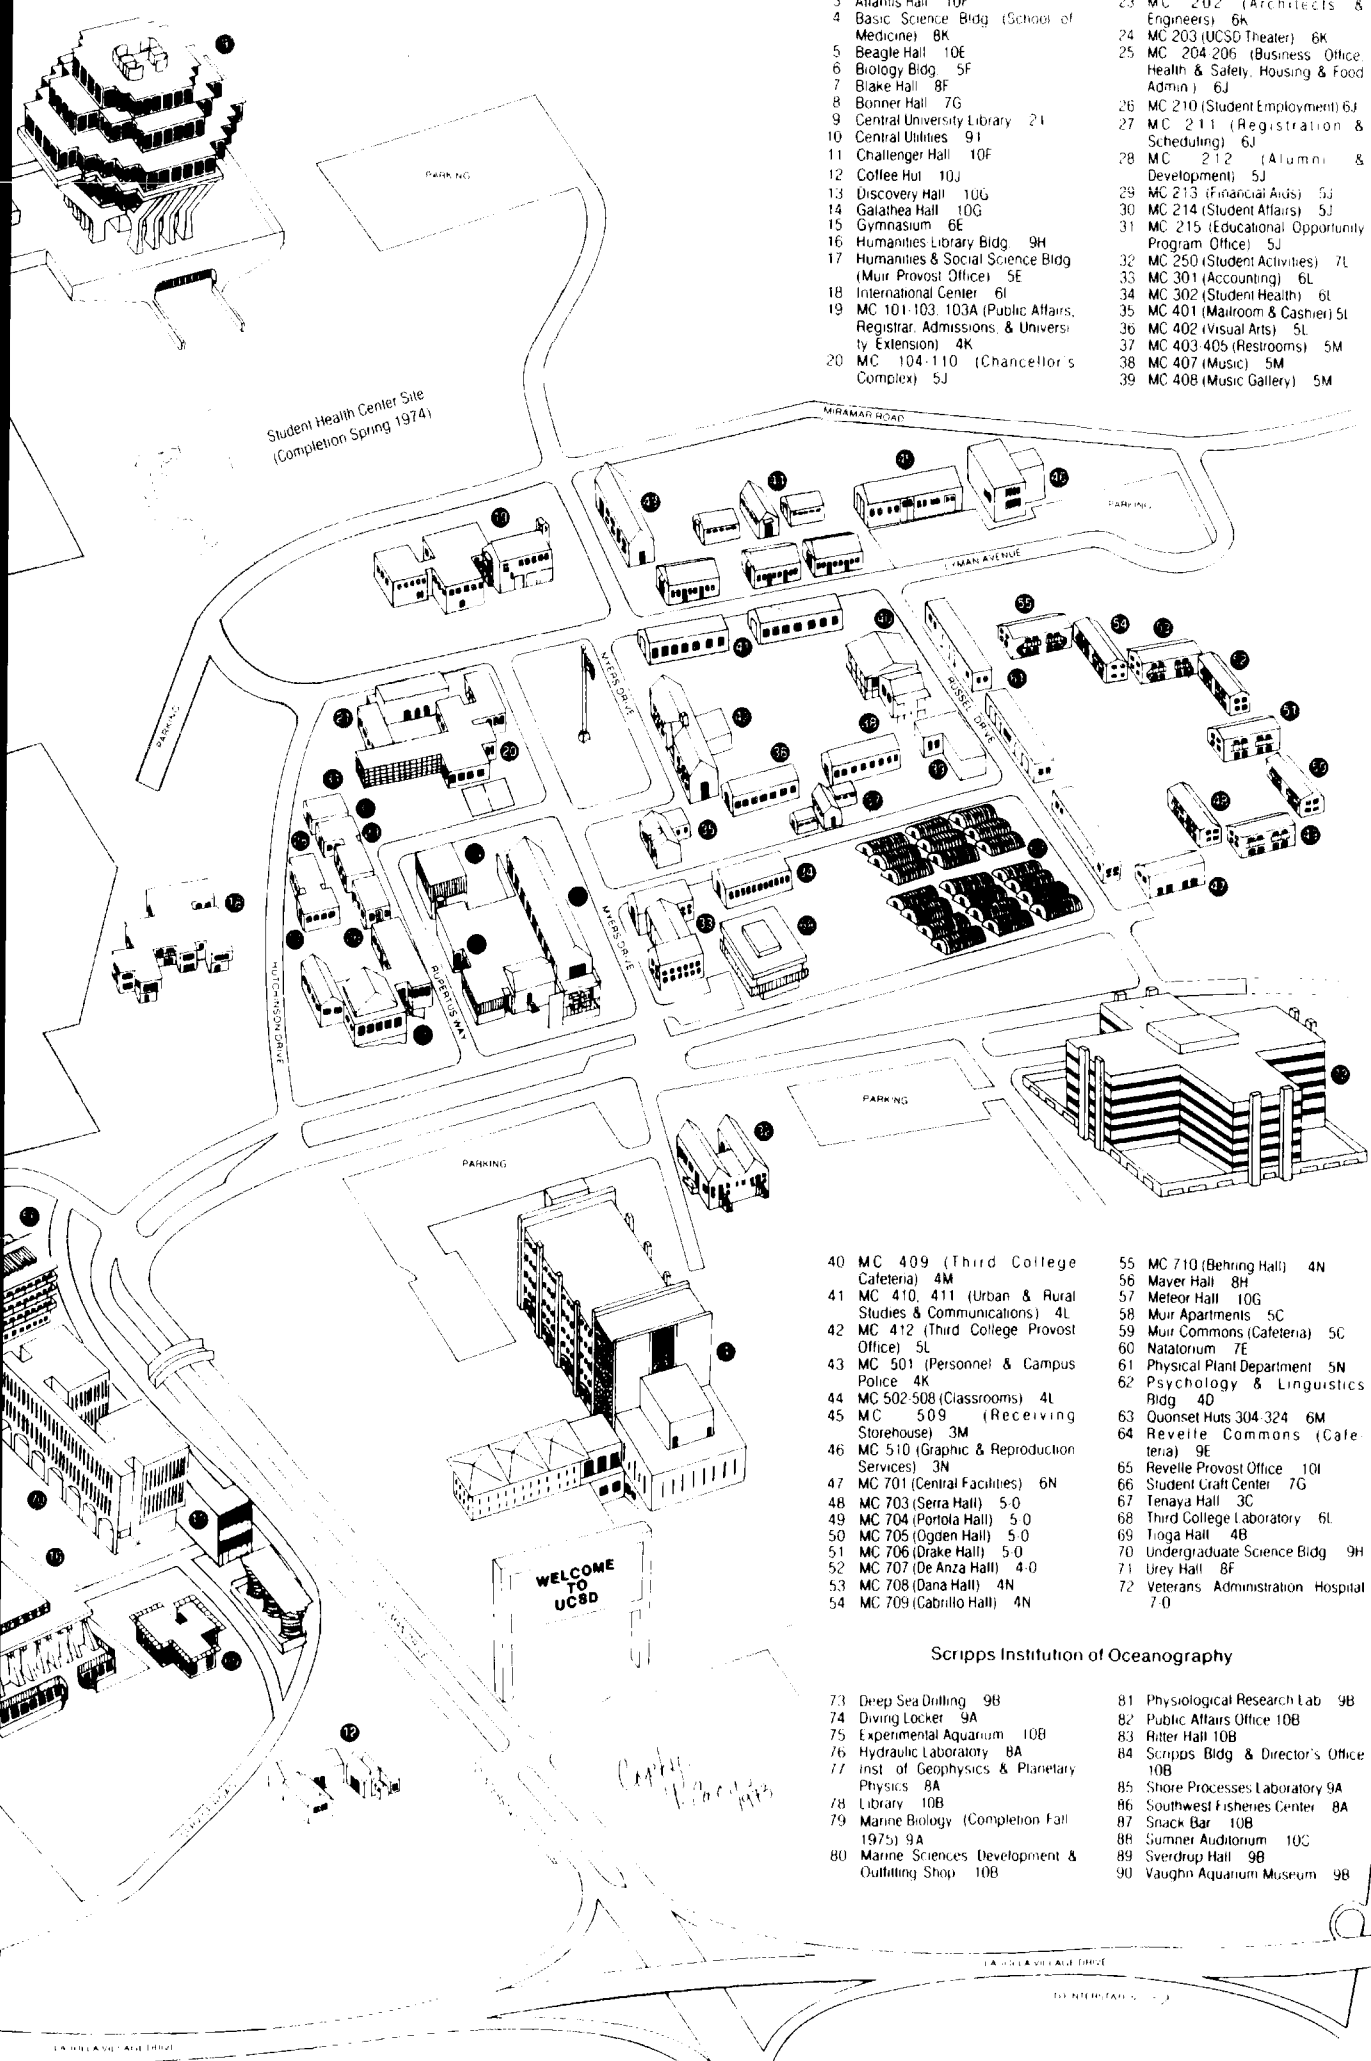 3 Atlantis Hall 10F
4 Basic Science Bldg (School of
Medicine) 8K
5 Beagle Hall 10E
6 Biology Bldg. 5F
7 Blake Hall 8F
8 Bonner Hall 7G
9 Central University Library 2I
10 Central Utilities 9I
11 Challenger Hall 10F
12 Coffee Hut 10J
13 Discovery Hall 10G
14 Galathea Hall 10G
15 Gymnasium 6E
16 Humanities Library Bldg. 9H
17 Humanities & Social Science Bldg
(Muir Provost Office) 5E
18 International Center 6I
19 MC 101-103, 103A (Public Affairs,
Registrar, Admissions, & Universi
ty Extension) 4K
20 MC 104-110 (Chancellor's
Complex) 5J
23 MC 202 (Architects &
Engineers) 6K
24 MC 203 (UCSD Theater) 6K
25 MC 204-206 (Business Office,
Health & Safety, Housing & Food
Admin.) 6J
26 MC 210 (Student Employment) 6J
27 MC 211 (Registration &
Scheduling) 6J
28 MC 212 (Alumni &
Development) 5J
29 MC 213 (Financial Aids) 5J
30 MC 214 (Student Affairs) 5J
31 MC 215 (Educational Opportunity
Program Office) 5J
32 MC 250 (Student Activities) 7L
33 MC 301 (Accounting) 6L
34 MC 302 (Student Health) 6L
35 MC 401 (Mailroom & Cashier) 5L
36 MC 402 (Visual Arts) 5L
37 MC 403-405 (Restrooms) 5M
38 MC 407 (Music) 5M
39 MC 408 (Music Gallery) 5M
PARKING
Student Health Center Site
(Completion Spring 1974)
MIRAMAR ROAD
PARKING
LYMAN AVENUE
MYERS DRIVE
RUSSELL DRIVE
PARKING
MYERS DRIVE
RUPERTUS WAY
HUTCHINSON DRIVE
PARKING
PARKING
40 MC 409 (Third College
Cafeteria) 4M
41 MC 410, 411 (Urban & Rural
Studies & Communications) 4L
42 MC 412 (Third College Provost
Office) 5L
43 MC 501 (Personnel & Campus
Police 4K
44 MC 502-508 (Classrooms) 4L
45 MC 509 (Receiving
Storehouse) 3M
46 MC 510 (Graphic & Reproduction
Services) 3N
47 MC 701 (Central Facilities) 6N
48 MC 703 (Serra Hall) 5-0
49 MC 704 (Portola Hall) 5-0
50 MC 705 (Ogden Hall) 5-0
51 MC 706 (Drake Hall) 5-0
52 MC 707 (De Anza Hall) 4-0
53 MC 708 (Dana Hall) 4N
54 MC 709 (Cabrillo Hall) 4N
55 MC 710 (Behring Hall) 4N
56 Mayer Hall 8H
57 Meteor Hall 10G
58 Muir Apartments 5C
59 Muir Commons (Cafeteria) 5C
60 Natatorium 7E
61 Physical Plant Department 5N
62 Psychology & Linguistics
Bldg 4D
63 Quonset Huts 304-324 6M
64 Revelle Commons (Cafe-
teria) 9E
65 Revelle Provost Office 10I
66 Student Craft Center 7G
67 Tenaya Hall 3C
68 Third College Laboratory 6L
69 Tioga Hall 4B
70 Undergraduate Science Bldg 9H
71 Urey Hall 8F
72 Veterans Administration Hospital
7-0
WELCOME
TO
UCSD
Scripps Institution of Oceanography
73 Deep Sea Drilling 9B
74 Diving Locker 9A
75 Experimental Aquarium 10B
76 Hydraulic Laboratory 8A
77 Inst of Geophysics & Planetary
Physics 8A
78 Library 10B
79 Marine Biology (Completion Fall
1975) 9A
80 Marine Sciences Development &
Outfitting Shop 10B
81 Physiological Research Lab 9B
82 Public Affairs Office 10B
83 Ritter Hall 10B
84 Scripps Bldg & Director's Office
10B
85 Shore Processes Laboratory 9A
86 Southwest Fisheries Center 8A
87 Snack Bar 10B
88 Sumner Auditorium 10C
89 Sverdrup Hall 9B
90 Vaughn Aquarium Museum 9B
LA JOLLA VILLAGE DRIVE
LA JOLLA VILLAGE DRIVE